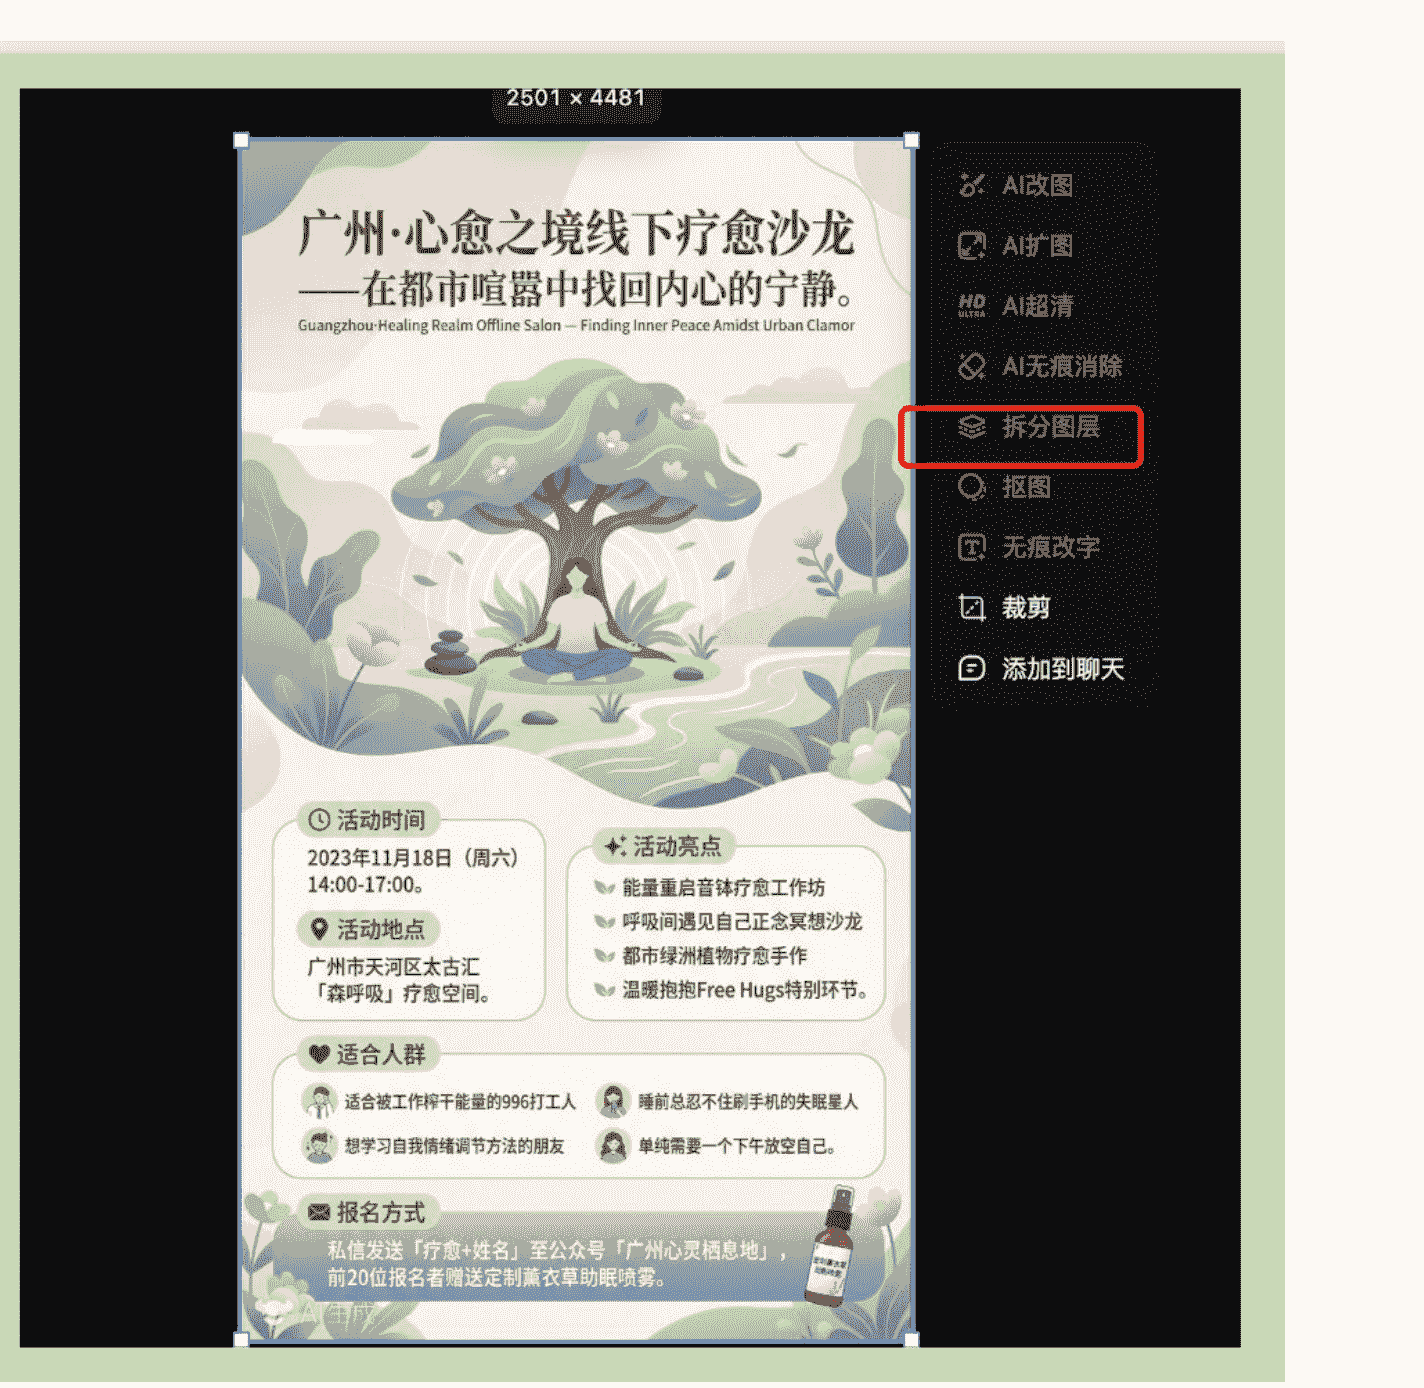 2501 × 4481
广州·心愈之境线下疗愈沙龙
——在都市喧嚣中找回内心的宁静。
Guangzhou·Healing Realm Offline Salon — Finding Inner Peace Amidst Urban Clamor
活动时间
2023年11月18日（周六）
14:00-17:00。
活动地点
广州市天河区太古汇
「森呼吸」疗愈空间。
活动亮点
能量重启音钵疗愈工作坊
呼吸间遇见自己正念冥想沙龙
都市绿洲植物疗愈手作
温暖抱抱Free Hugs特别环节。
适合人群
适合被工作榨干能量的996打工人
睡前总忍不住刷手机的失眠星人
想学习自我情绪调节方法的朋友
单纯需要一个下午放空自己。
报名方式
私信发送「疗愈+姓名」至公众号「广州心灵栖息地」，
前20位报名者赠送定制薰衣草助眠喷雾。
AI改图
AI扩图
HD ULTRA AI超清
AI无痕消除
拆分图层
抠图
无痕改字
裁剪
添加到聊天